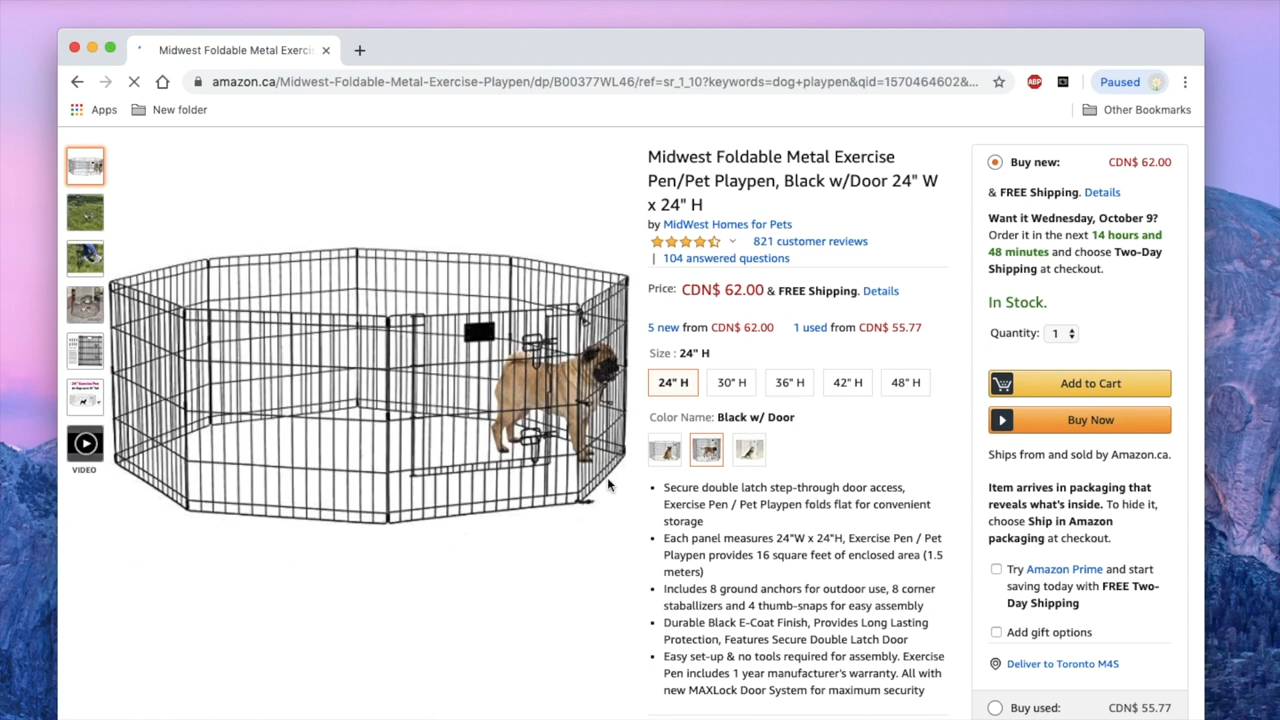 Midwest Foldable Metal Exerci
amazon.ca/Midwest-Foldable-Metal-Exercise-Playpen/dp/B00377WL46/ref=sr_1_10?keywords=dog+playpen&qid=1570464602&...
ABP
Paused
Apps
New folder
Other Bookmarks
VIDEO
Midwest Foldable Metal Exercise
Pen/Pet Playpen, Black w/Door 24" W
x 24" H
by MidWest Homes for Pets
821 customer reviews
| 104 answered questions
Price: CDN$ 62.00 & FREE Shipping. Details
5 new from CDN$ 62.00 1 used from CDN$ 55.77
Size : 24" H
24" H 30" H 36" H 42" H 48" H
Color Name: Black w/ Door
• Secure double latch step-through door access,
Exercise Pen / Pet Playpen folds flat for convenient
storage
• Each panel measures 24"W x 24"H, Exercise Pen / Pet
Playpen provides 16 square feet of enclosed area (1.5
meters)
• Includes 8 ground anchors for outdoor use, 8 corner
staballizers and 4 thumb-snaps for easy assembly
• Durable Black E-Coat Finish, Provides Long Lasting
Protection, Features Secure Double Latch Door
• Easy set-up & no tools required for assembly. Exercise
Pen includes 1 year manufacturer's warranty. All with
new MAXLock Door System for maximum security
Buy new: CDN$ 62.00
& FREE Shipping. Details
Want it Wednesday, October 9?
Order it in the next 14 hours and
48 minutes and choose Two-Day
Shipping at checkout.
In Stock.
Quantity: 1
Add to Cart
Buy Now
Ships from and sold by Amazon.ca.
Item arrives in packaging that
reveals what's inside. To hide it,
choose Ship in Amazon
packaging at checkout.
Try Amazon Prime and start
saving today with FREE Two-
Day Shipping
Add gift options
Deliver to Toronto M4S
Buy used: CDN$ 55.77